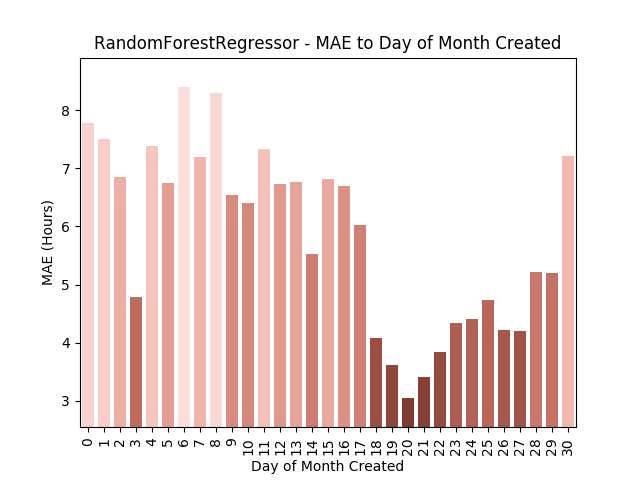 RandomForestRegressor - MAE to Day of Month Created
MAE (Hours)
8
7
6
5
4
3
0 1 2 3 4 5 6 7 8 9 10 11 12 13 14 15 16 17 18 19 20 21 22 23 24 25 26 27 28 29 30
Day of Month Created